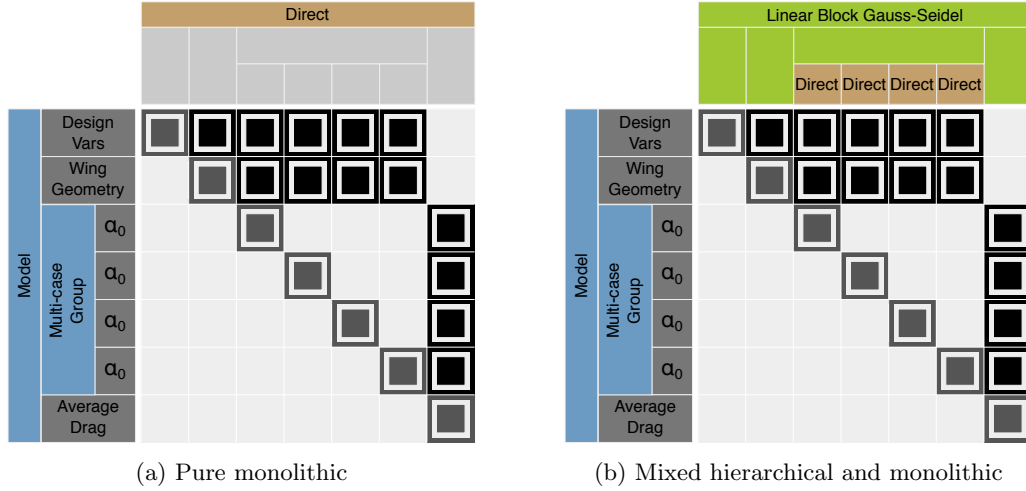 Direct
Design
Vars
Wing
Geometry
Model
Multi-case
Group
α0
α0
α0
α0
Average
Drag
(a) Pure monolithic
Linear Block Gauss-Seidel
Direct Direct Direct Direct
Design
Vars
Wing
Geometry
Model
Multi-case
Group
α0
α0
α0
α0
Average
Drag
(b) Mixed hierarchical and monolithic